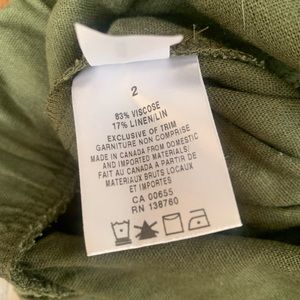 2
83% VISCOSE
17% LINEN/LIN
EXCLUSIVE OF TRIM
GARNITURE NON COMPRISE
MADE IN CANADA FROM DOMESTIC
AND IMPORTED MATERIALS/
FAIT AU CANADA A PARTIR DE
MATERIAUX BRUTS LOCAUX
ET IMPORTES
CA 00655
RN 138760